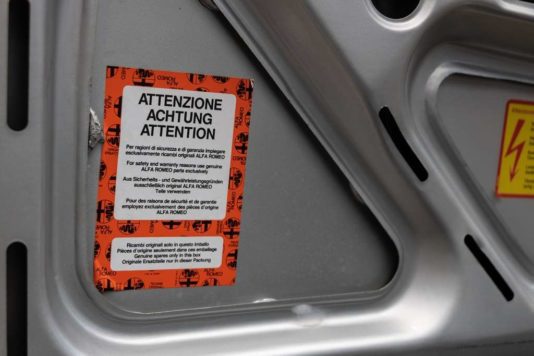 ALFA ROMEO
ATTENZIONE
ACHTUNG
ATTENTION
Per ragioni di sicurezza e di garanzia impiegare
esclusivamente ricambi originali ALFA ROMEO
For safety and warranty reasons use genuine
ALFA ROMEO parts exclusively
Aus Sicherheits - und Gewährleistungsgründen
ausschließlich original ALFA ROMEO
Teile verwenden
Pour des raisons de sécurité et de garantie
employez exclusivement des pièces d'origine
ALFA ROMEO
Ricambi originali solo in questo imballo
Pièces d'origine seulement dans ces emballage
Genuine spares only in this box
Originale Ersatzteile nur in dieser Packung